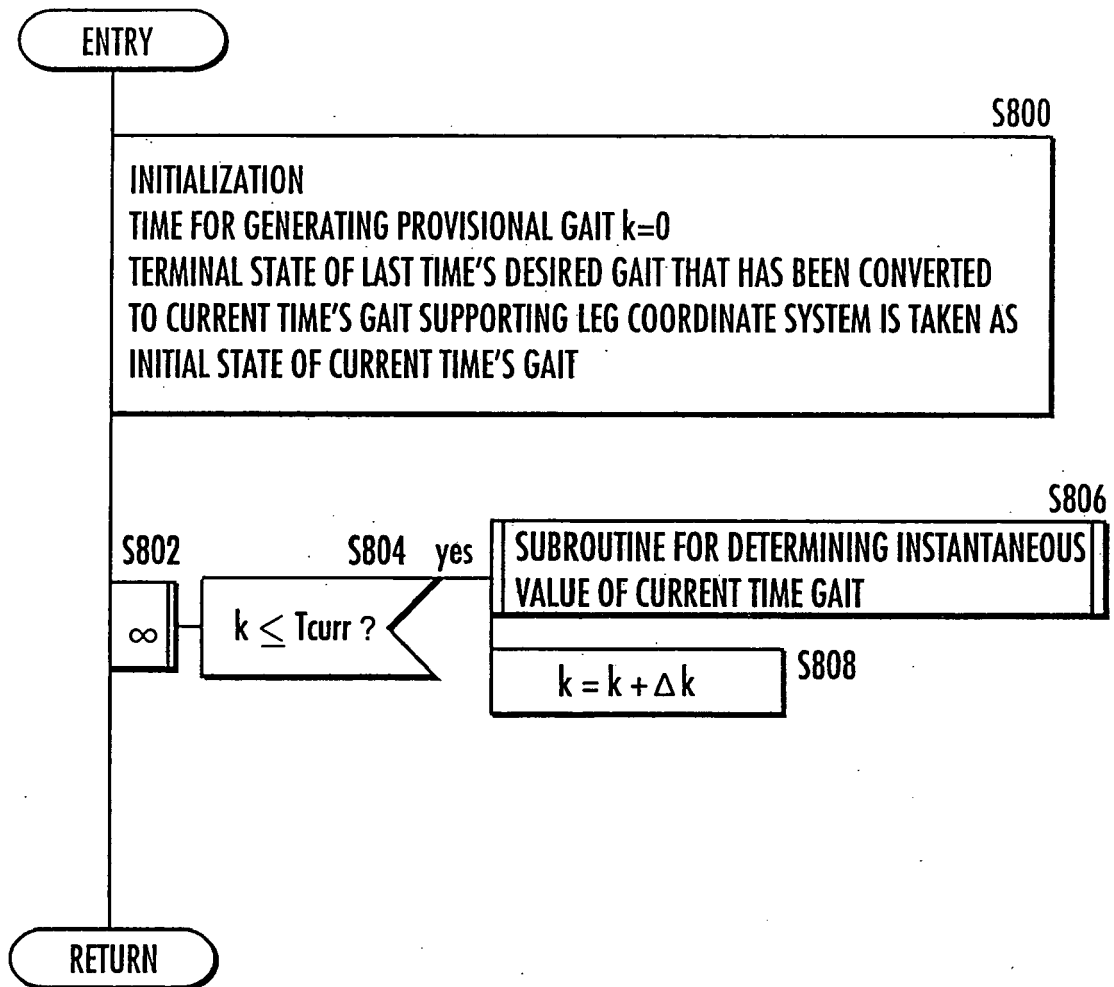 ENTRY
S800
INITIALIZATION
TIME FOR GENERATING PROVISIONAL GAIT k=0
TERMINAL STATE OF LAST TIME'S DESIRED GAIT THAT HAS BEEN CONVERTED
TO CURRENT TIME'S GAIT SUPPORTING LEG COORDINATE SYSTEM IS TAKEN AS
INITIAL STATE OF CURRENT TIME'S GAIT
S802
∞
S804
k ≤ Tcurr ?
yes
S806
SUBROUTINE FOR DETERMINING INSTANTANEOUS
VALUE OF CURRENT TIME GAIT
k = k + Δ k
S808
RETURN